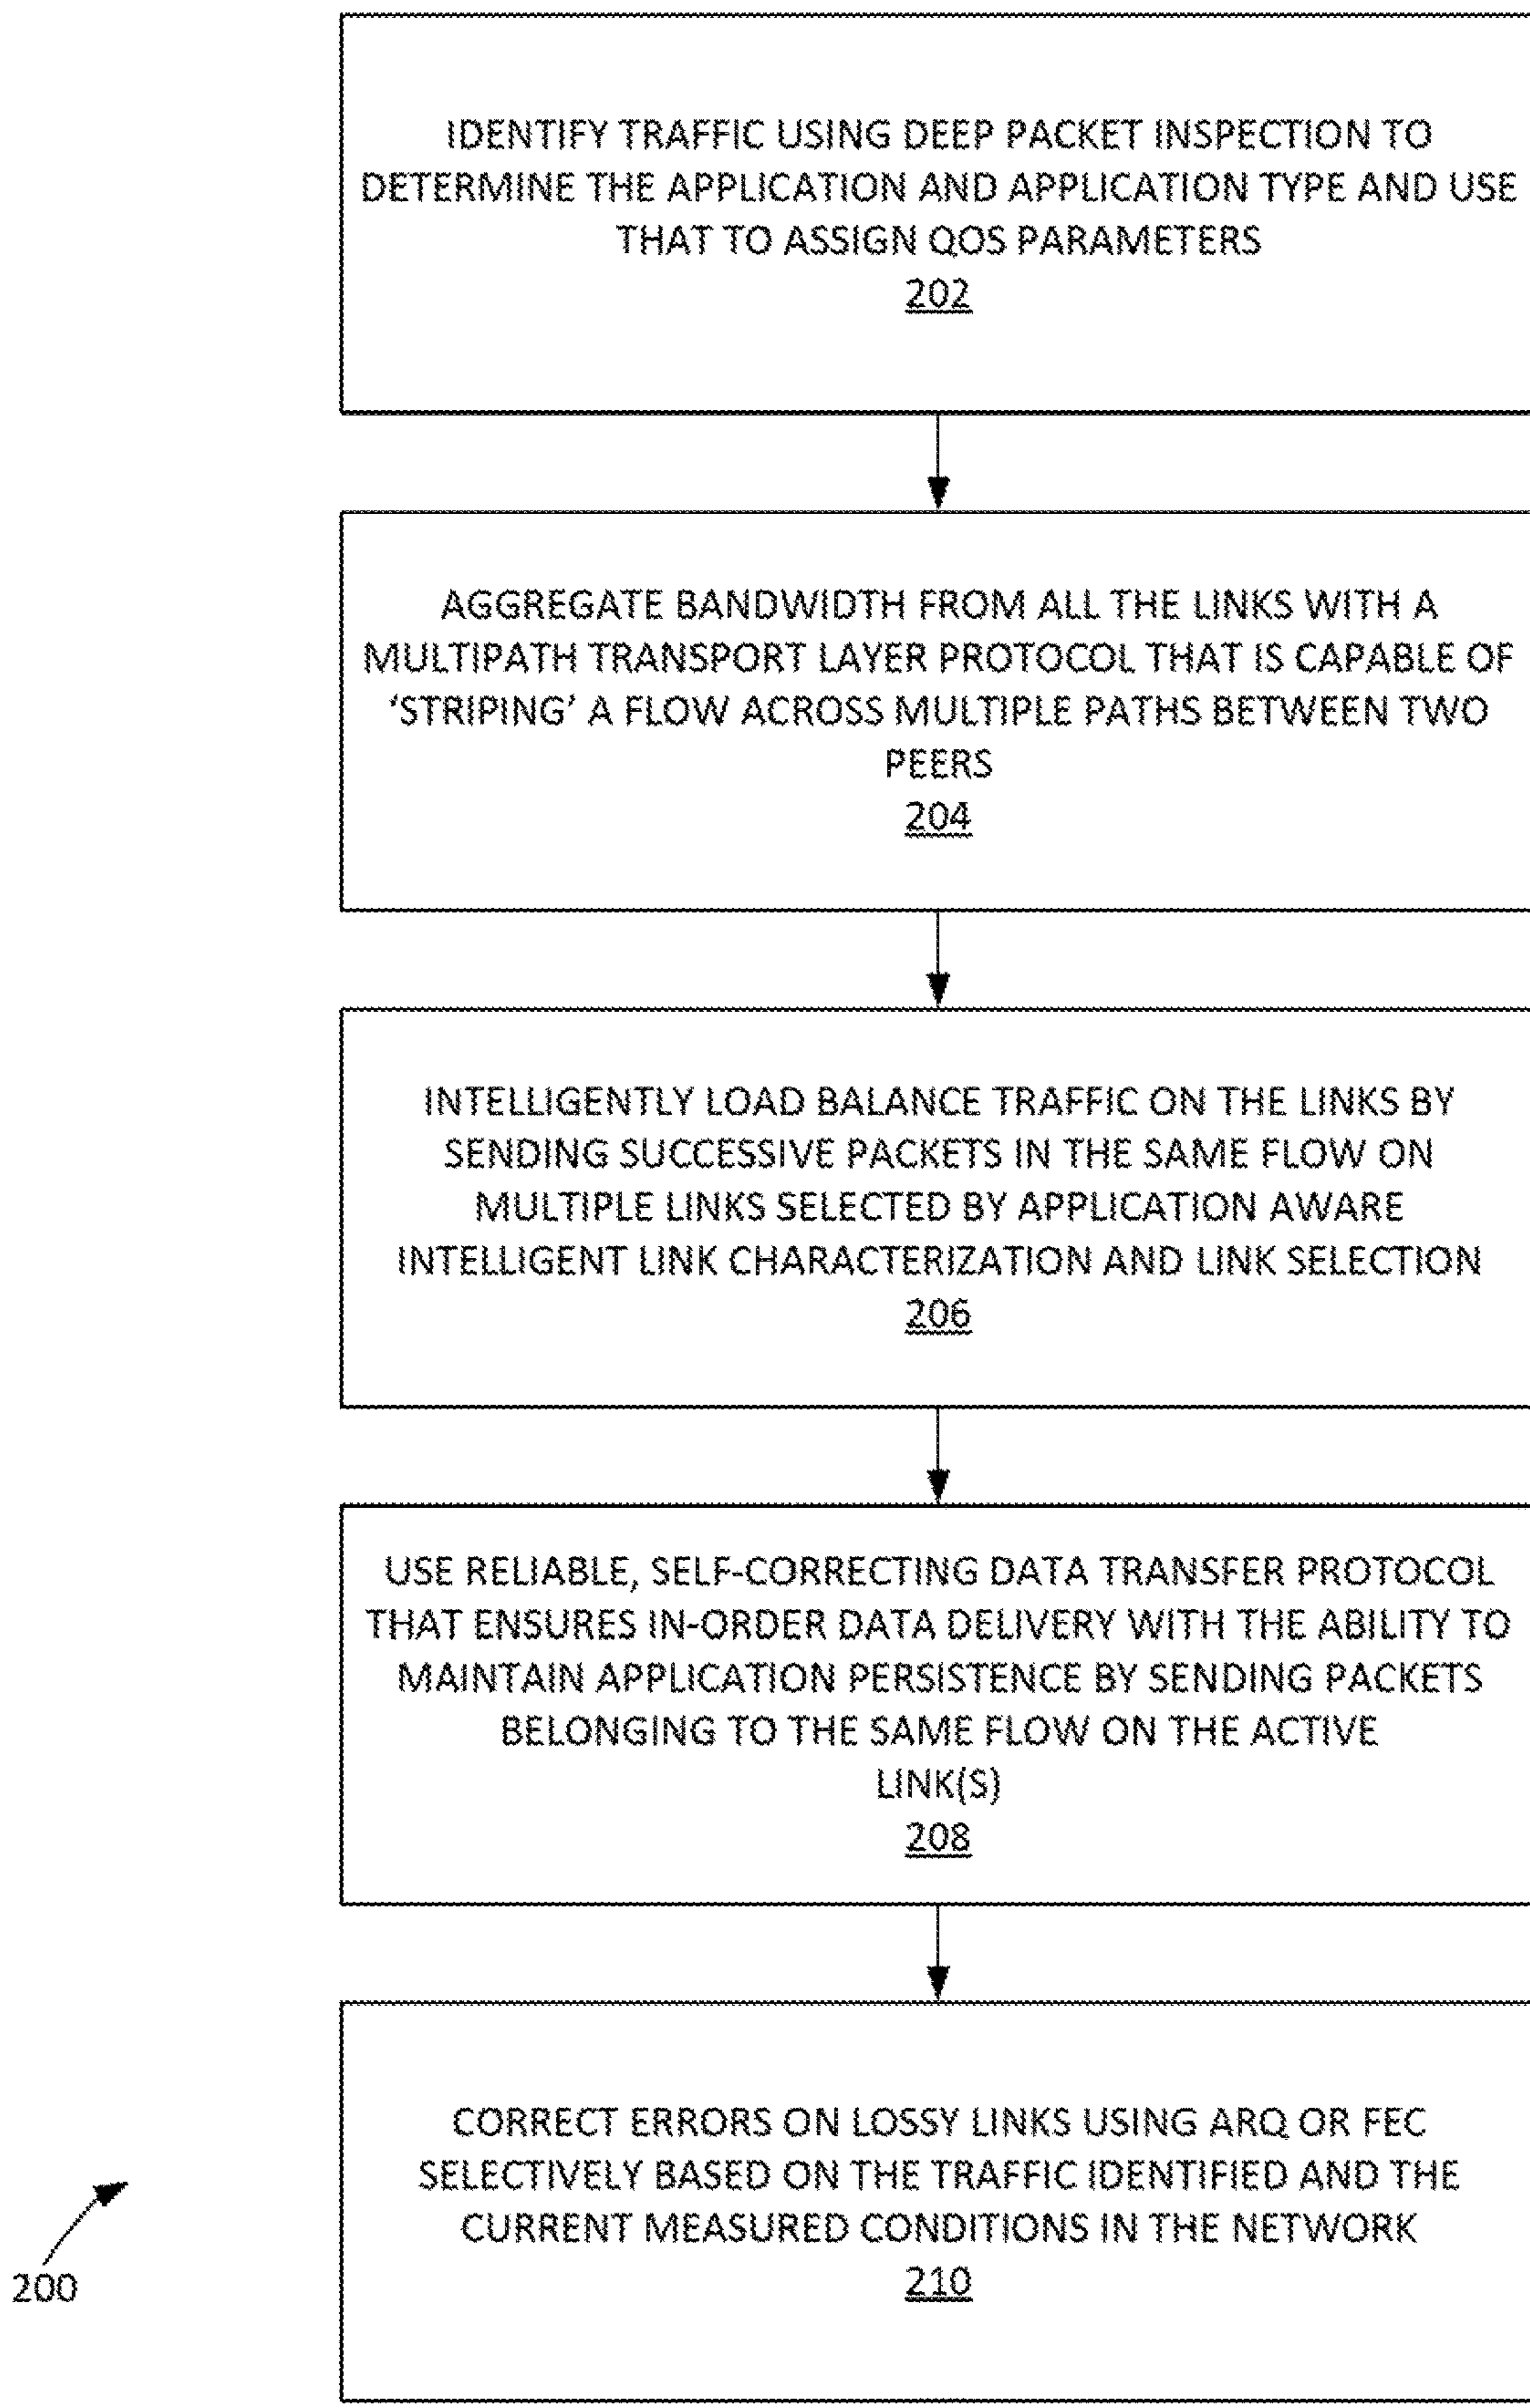 IDENTIFY TRAFFIC USING DEEP PACKET INSPECTION TO
DETERMINE THE APPLICATION AND APPLICATION TYPE AND USE
THAT TO ASSIGN QOS PARAMETERS
202
AGGREGATE BANDWIDTH FROM ALL THE LINKS WITH A
MULTIPATH TRANSPORT LAYER PROTOCOL THAT IS CAPABLE OF
‘STRIPING’ A FLOW ACROSS MULTIPLE PATHS BETWEEN TWO
PEERS
204
INTELLIGENTLY LOAD BALANCE TRAFFIC ON THE LINKS BY
SENDING SUCCESSIVE PACKETS IN THE SAME FLOW ON
MULTIPLE LINKS SELECTED BY APPLICATION AWARE
INTELLIGENT LINK CHARACTERIZATION AND LINK SELECTION
206
USE RELIABLE, SELF-CORRECTING DATA TRANSFER PROTOCOL
THAT ENSURES IN-ORDER DATA DELIVERY WITH THE ABILITY TO
MAINTAIN APPLICATION PERSISTENCE BY SENDING PACKETS
BELONGING TO THE SAME FLOW ON THE ACTIVE
LINK(S)
208
CORRECT ERRORS ON LOSSY LINKS USING ARQ OR FEC
SELECTIVELY BASED ON THE TRAFFIC IDENTIFIED AND THE
CURRENT MEASURED CONDITIONS IN THE NETWORK
210
200